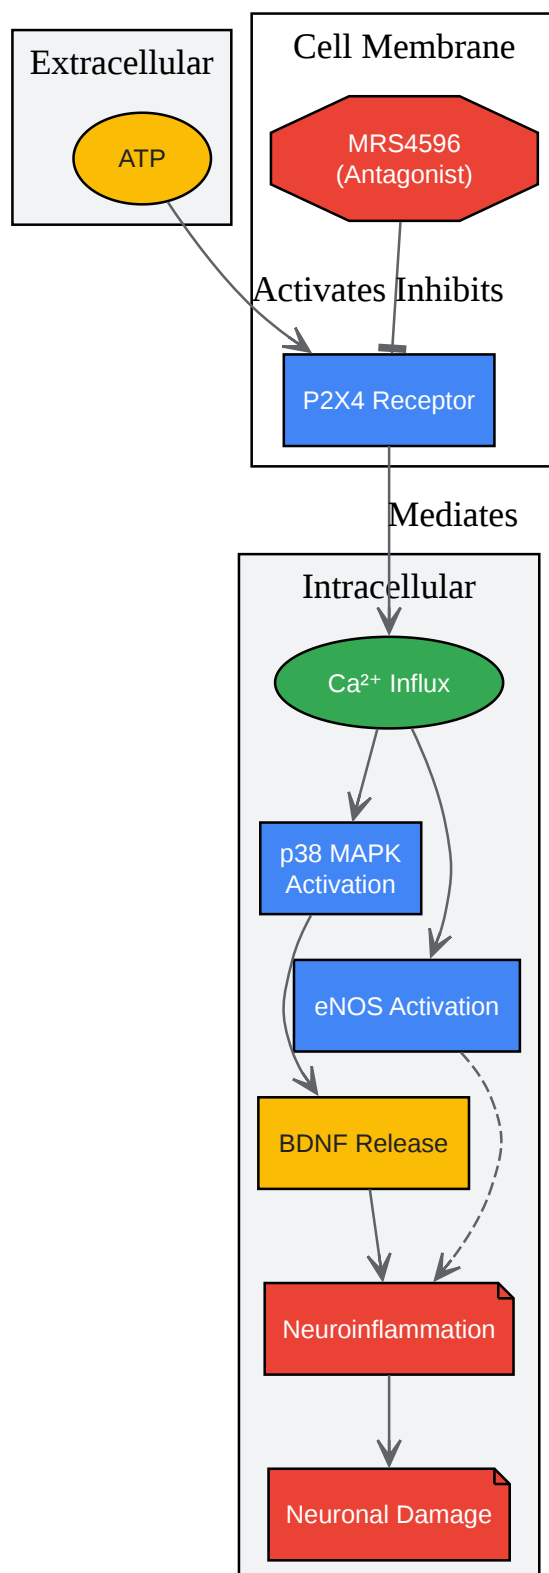 Extracellular
Cell Membrane
ATP
MRS4596
(Antagonist)
Activates
Inhibits
P2X4 Receptor
Mediates
Intracellular
Ca²⁺ Influx
p38 MAPK
Activation
eNOS Activation
BDNF Release
Neuroinflammation
Neuronal Damage